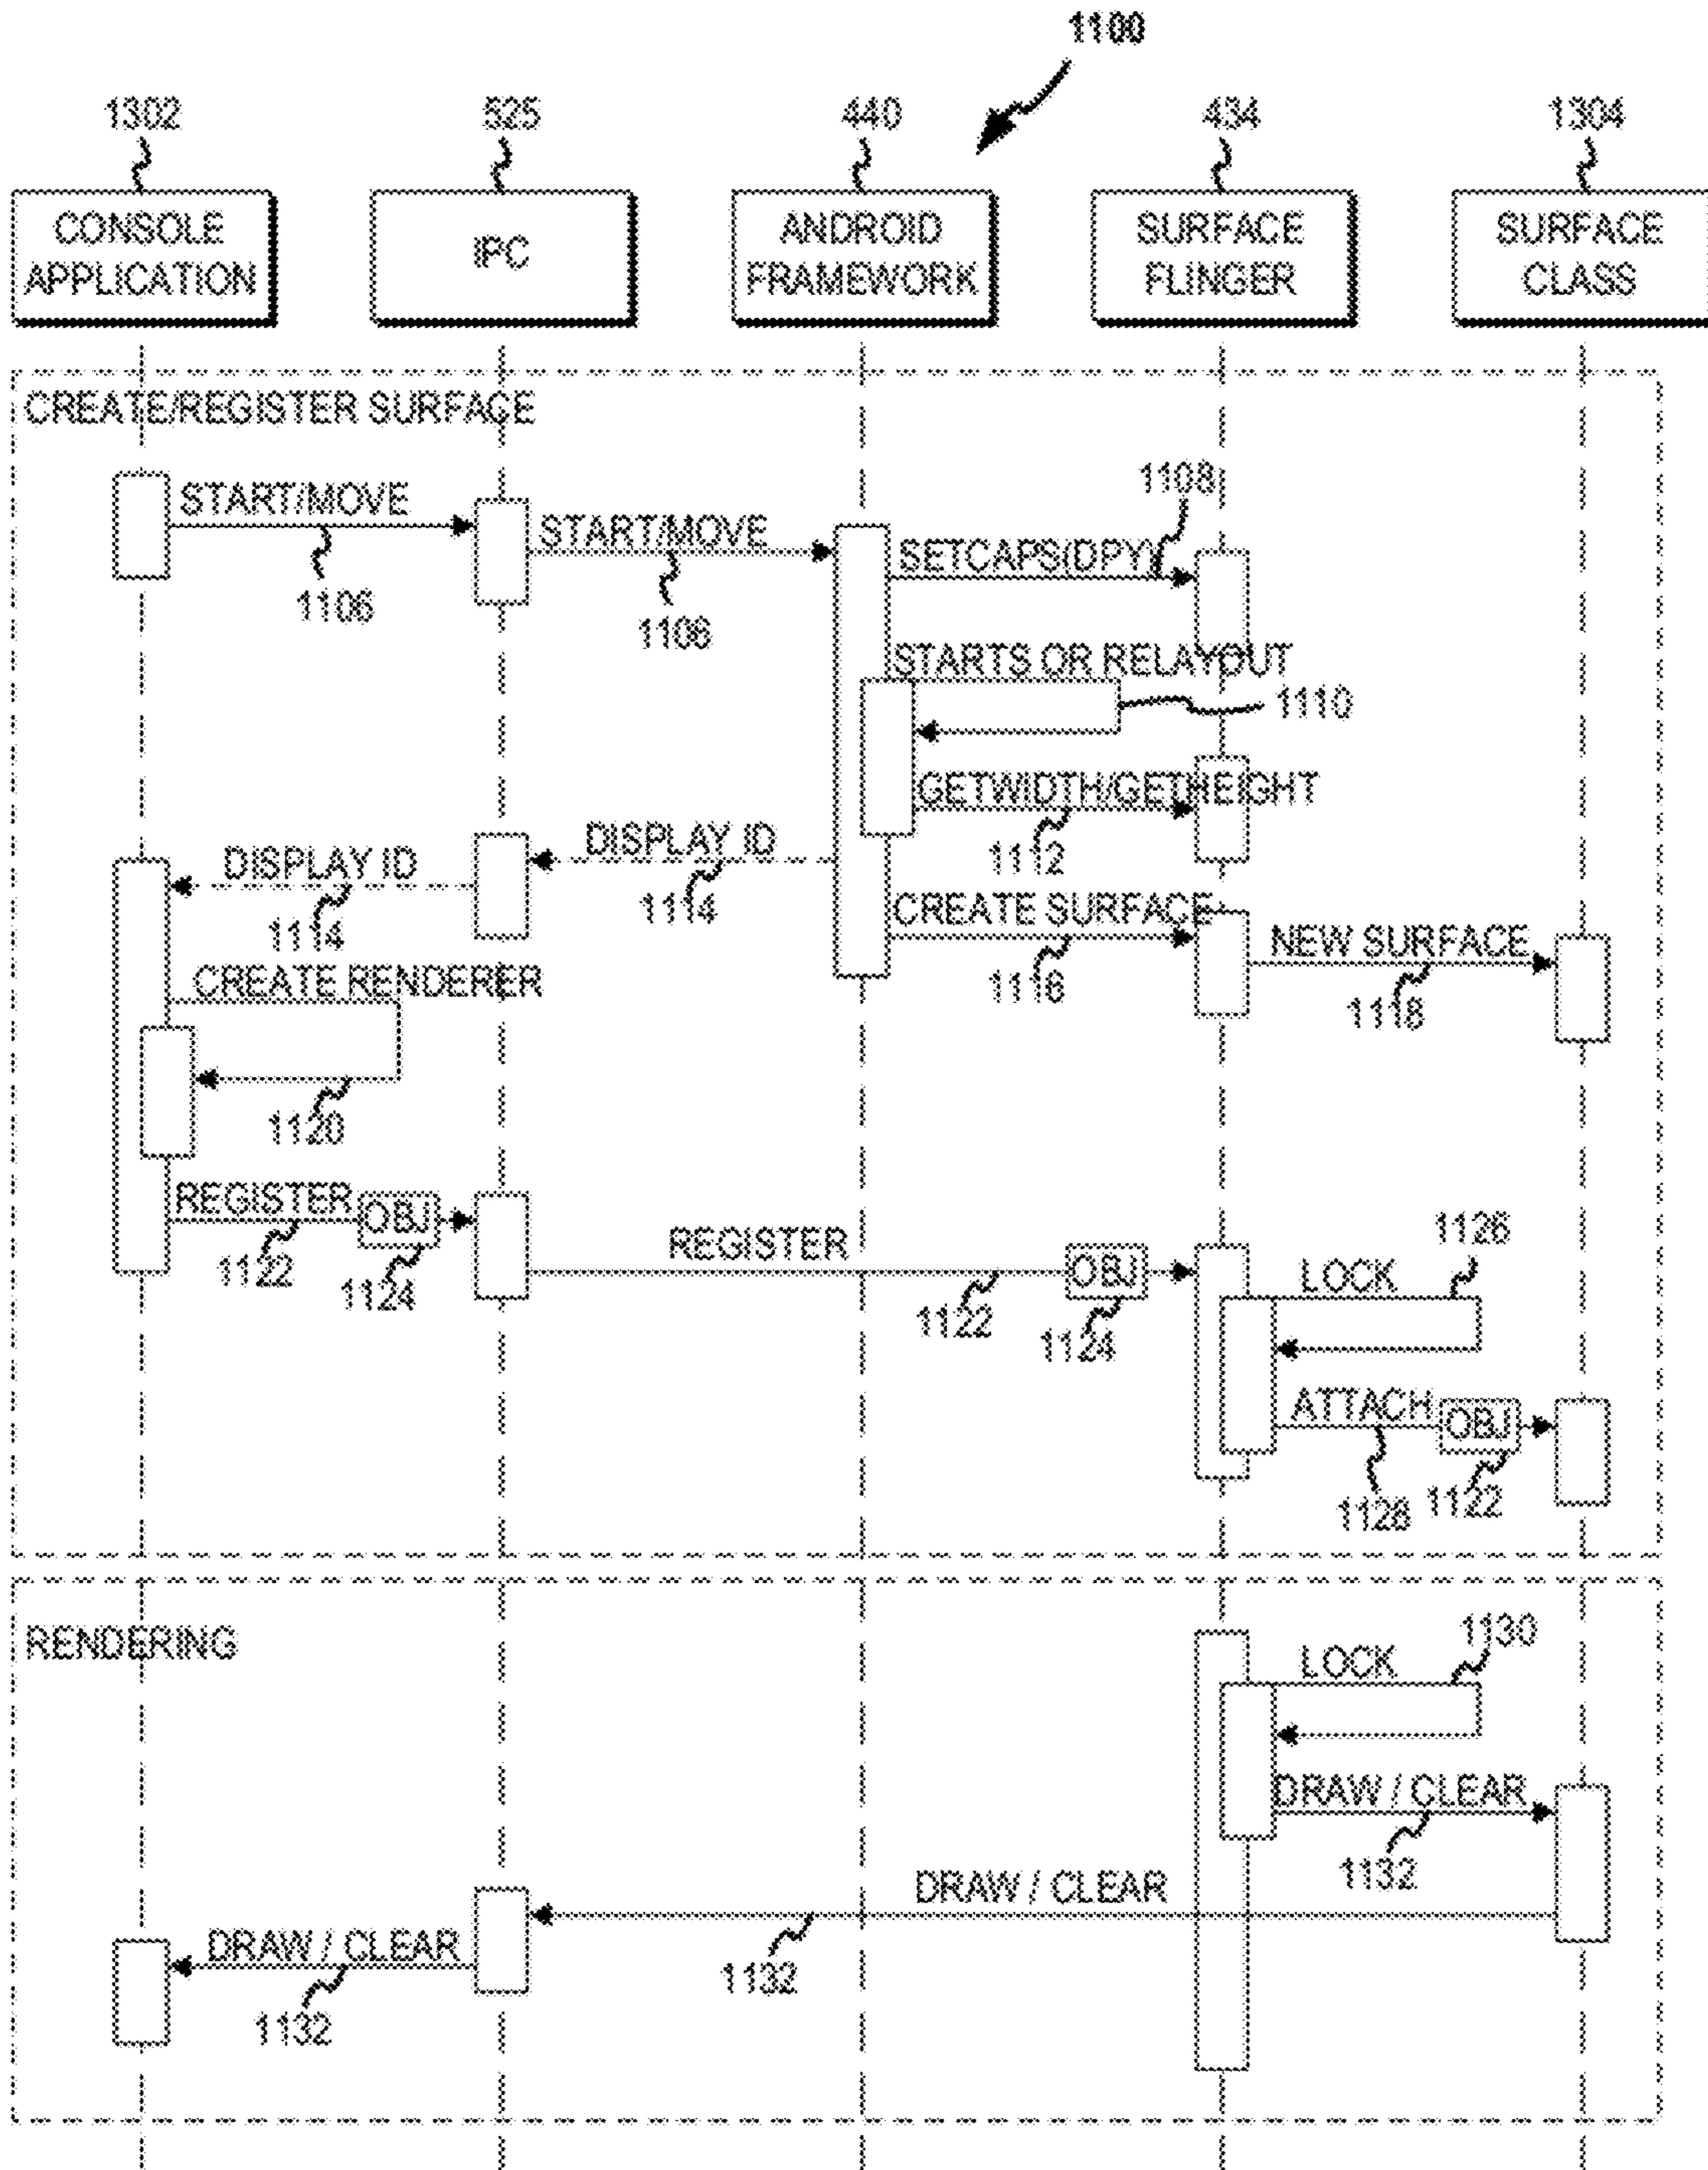 1100
1302
525
440
434
1304
CONSOLE
APPLICATION
IPC
ANDROID
FRAMEWORK
SURFACE
FLINGER
SURFACE
CLASS
CREATE/REGISTER SURFACE
START/MOVE
1106
START/MOVE
1106
SETCAPS(DPY)
1108
STARTS OR RELAYOUT
1110
GETWIDTH/GETHEIGHT
1112
DISPLAY ID
1114
DISPLAY ID
1114
CREATE SURFACE
1116
NEW SURFACE
1118
CREATE RENDERER
1120
REGISTER
OBJ
1122
1124
REGISTER
OBJ
1122
1124
1126
LOCK
ATTACH
OBJ
1128
1122
RENDERING
1130
LOCK
DRAW / CLEAR
1132
DRAW / CLEAR
1132
DRAW / CLEAR
1132